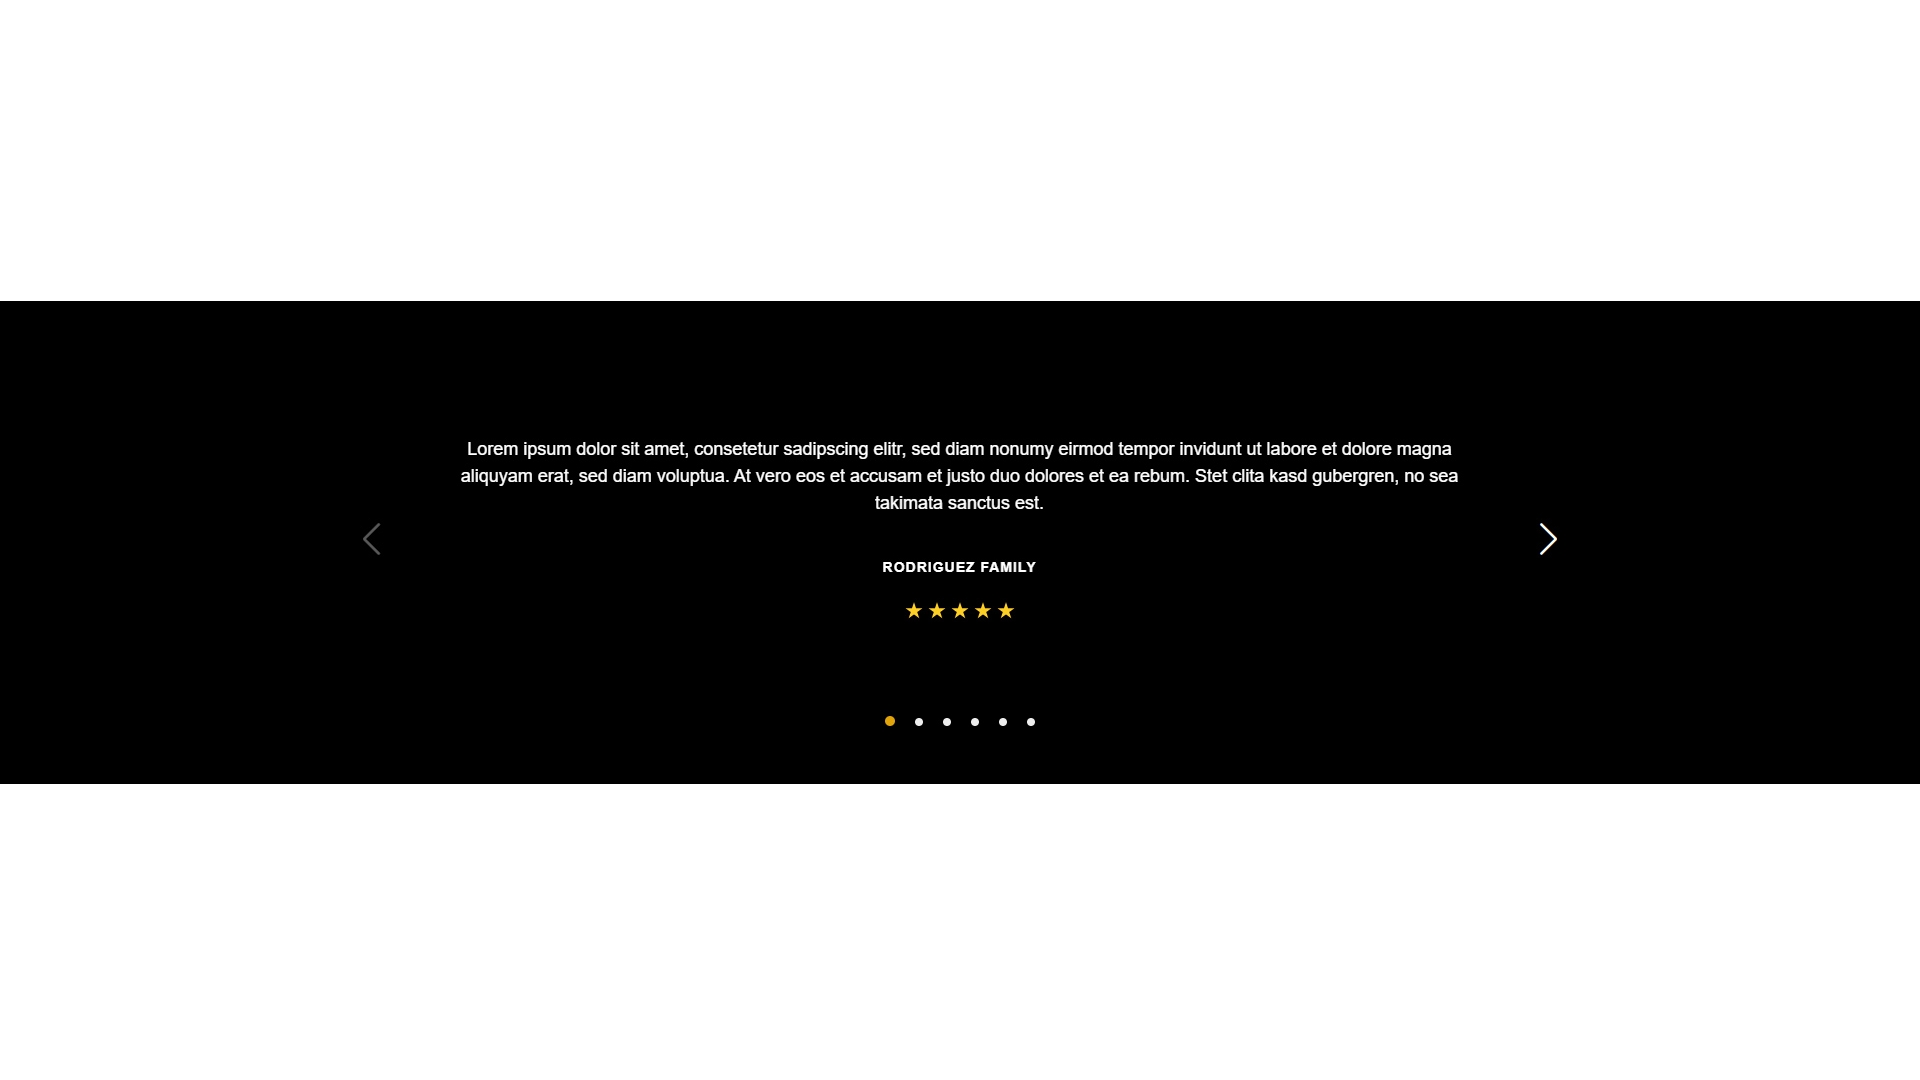 Lorem ipsum dolor sit amet, consetetur sadipscing elitr, sed diam nonumy eirmod tempor invidunt ut labore et dolore magna
aliquyam erat, sed diam voluptua. At vero eos et accusam et justo duo dolores et ea rebum. Stet clita kasd gubergren, no sea
takimata sanctus est.
RODRIGUEZ FAMILY